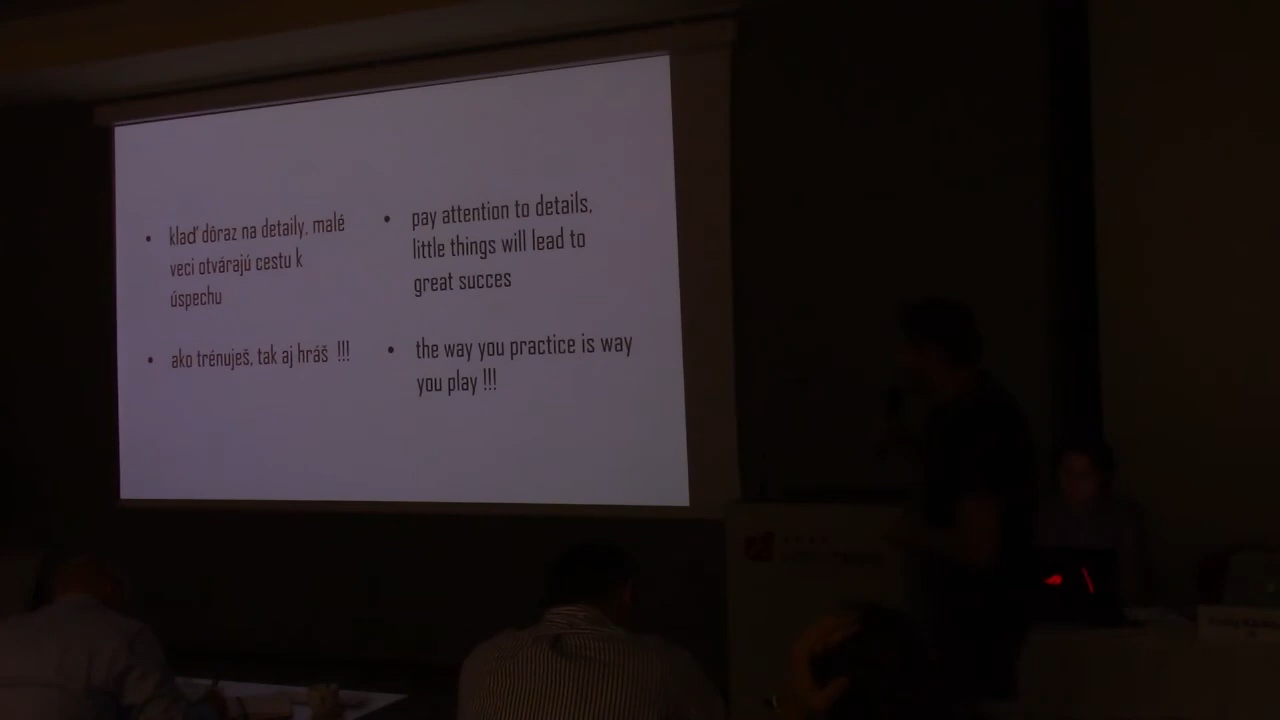 • klaď dôraz na detaily, malé
veci otvárajú cestu k
úspechu
• ako trénuješ, tak aj hráš !!!
• pay attention to details,
little things will lead to
great succes
• the way you practice is way
you play !!!